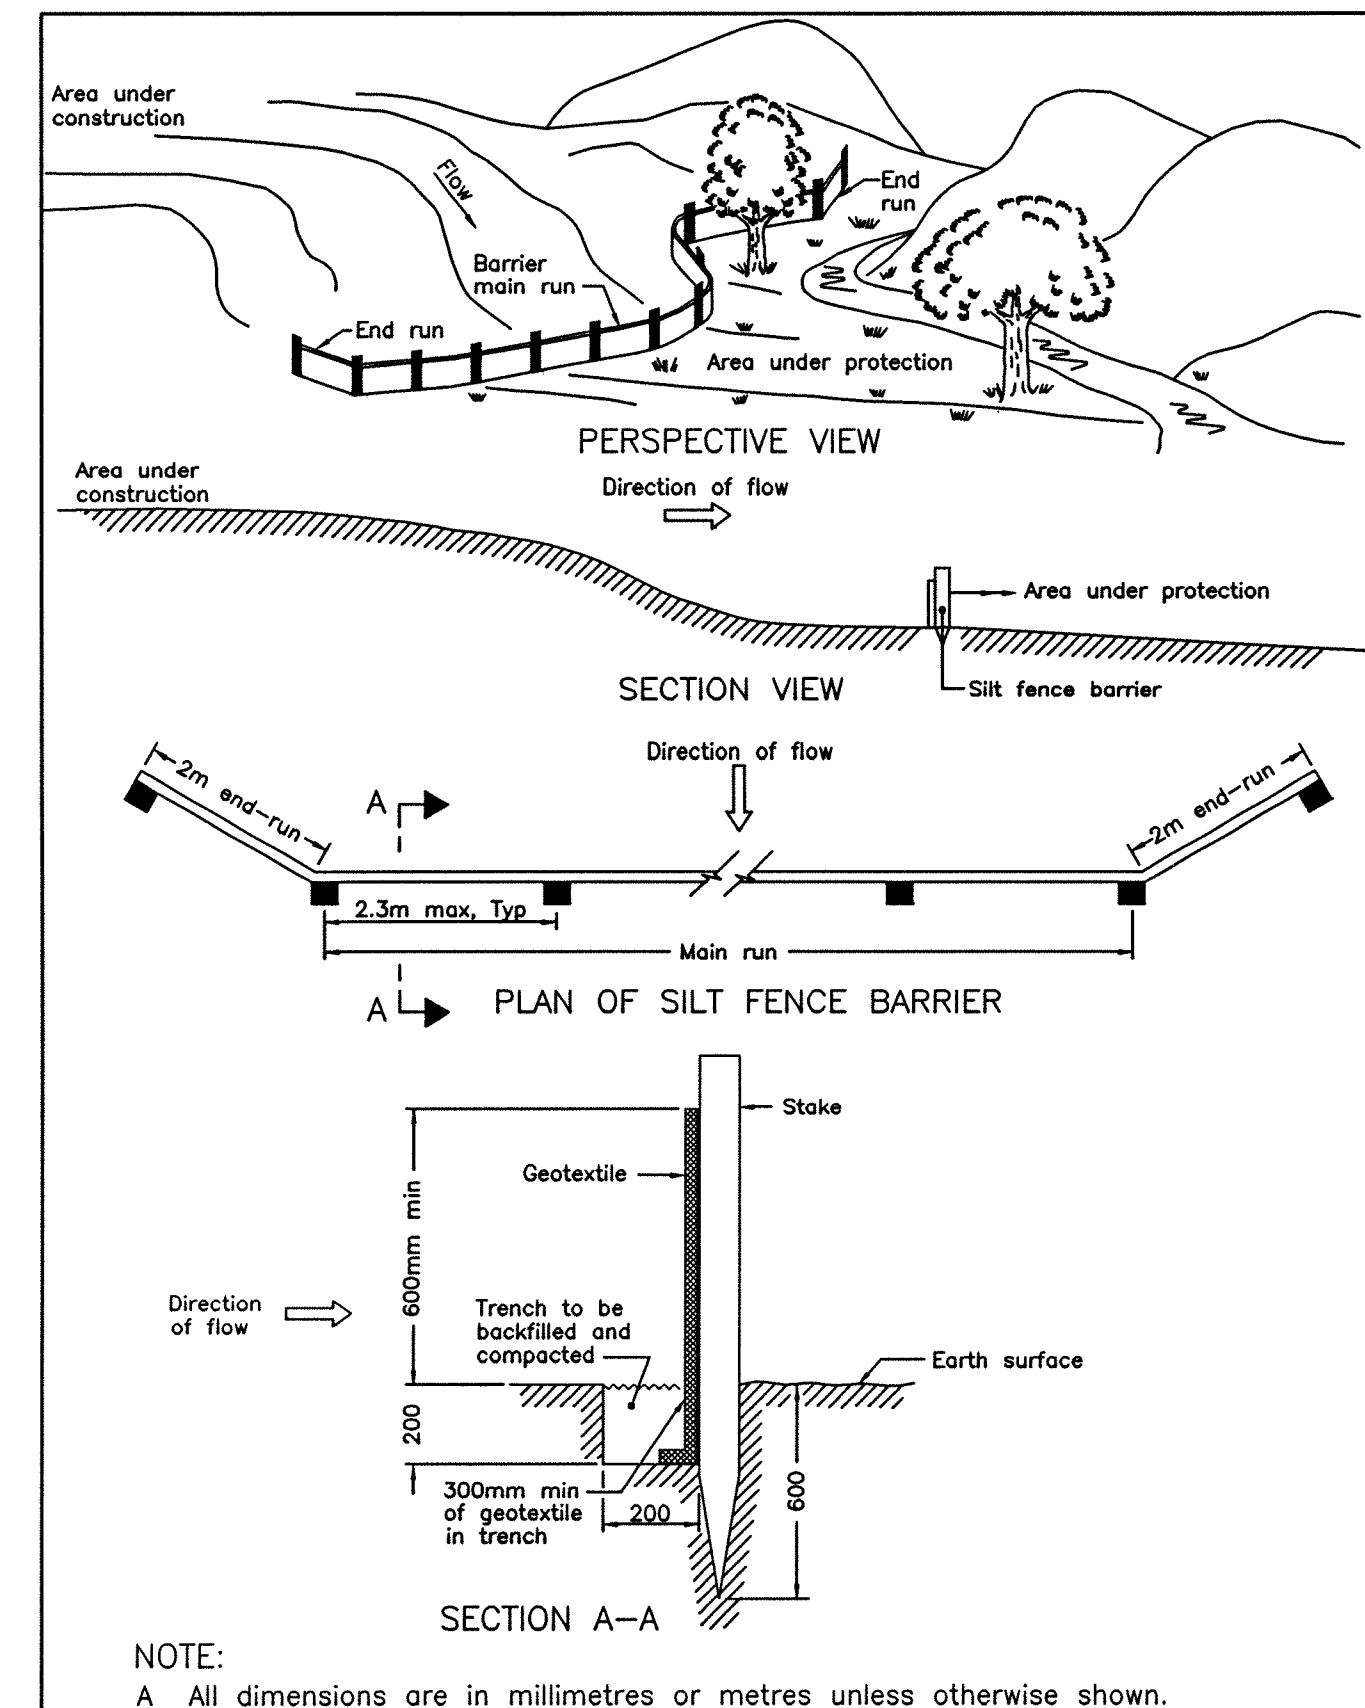 Area under
construction
Flow
End
run
Barrier
main run
End run
Area under protection
PERSPECTIVE VIEW
Area under
construction
Direction of flow
Area under protection
Silt fence barrier
SECTION VIEW
Direction of flow
2m end-run
2m end-run
A
2.3m max, Typ
Main run
A
PLAN OF SILT FENCE BARRIER
Stake
Geotextile
600mm min
Direction
of flow
Trench to be
backfilled and
compacted
Earth surface
200
300mm min
of geotextile
in trench
200
600
SECTION A-A
NOTE:
A All dimensions are in millimetres or metres unless otherwise shown.